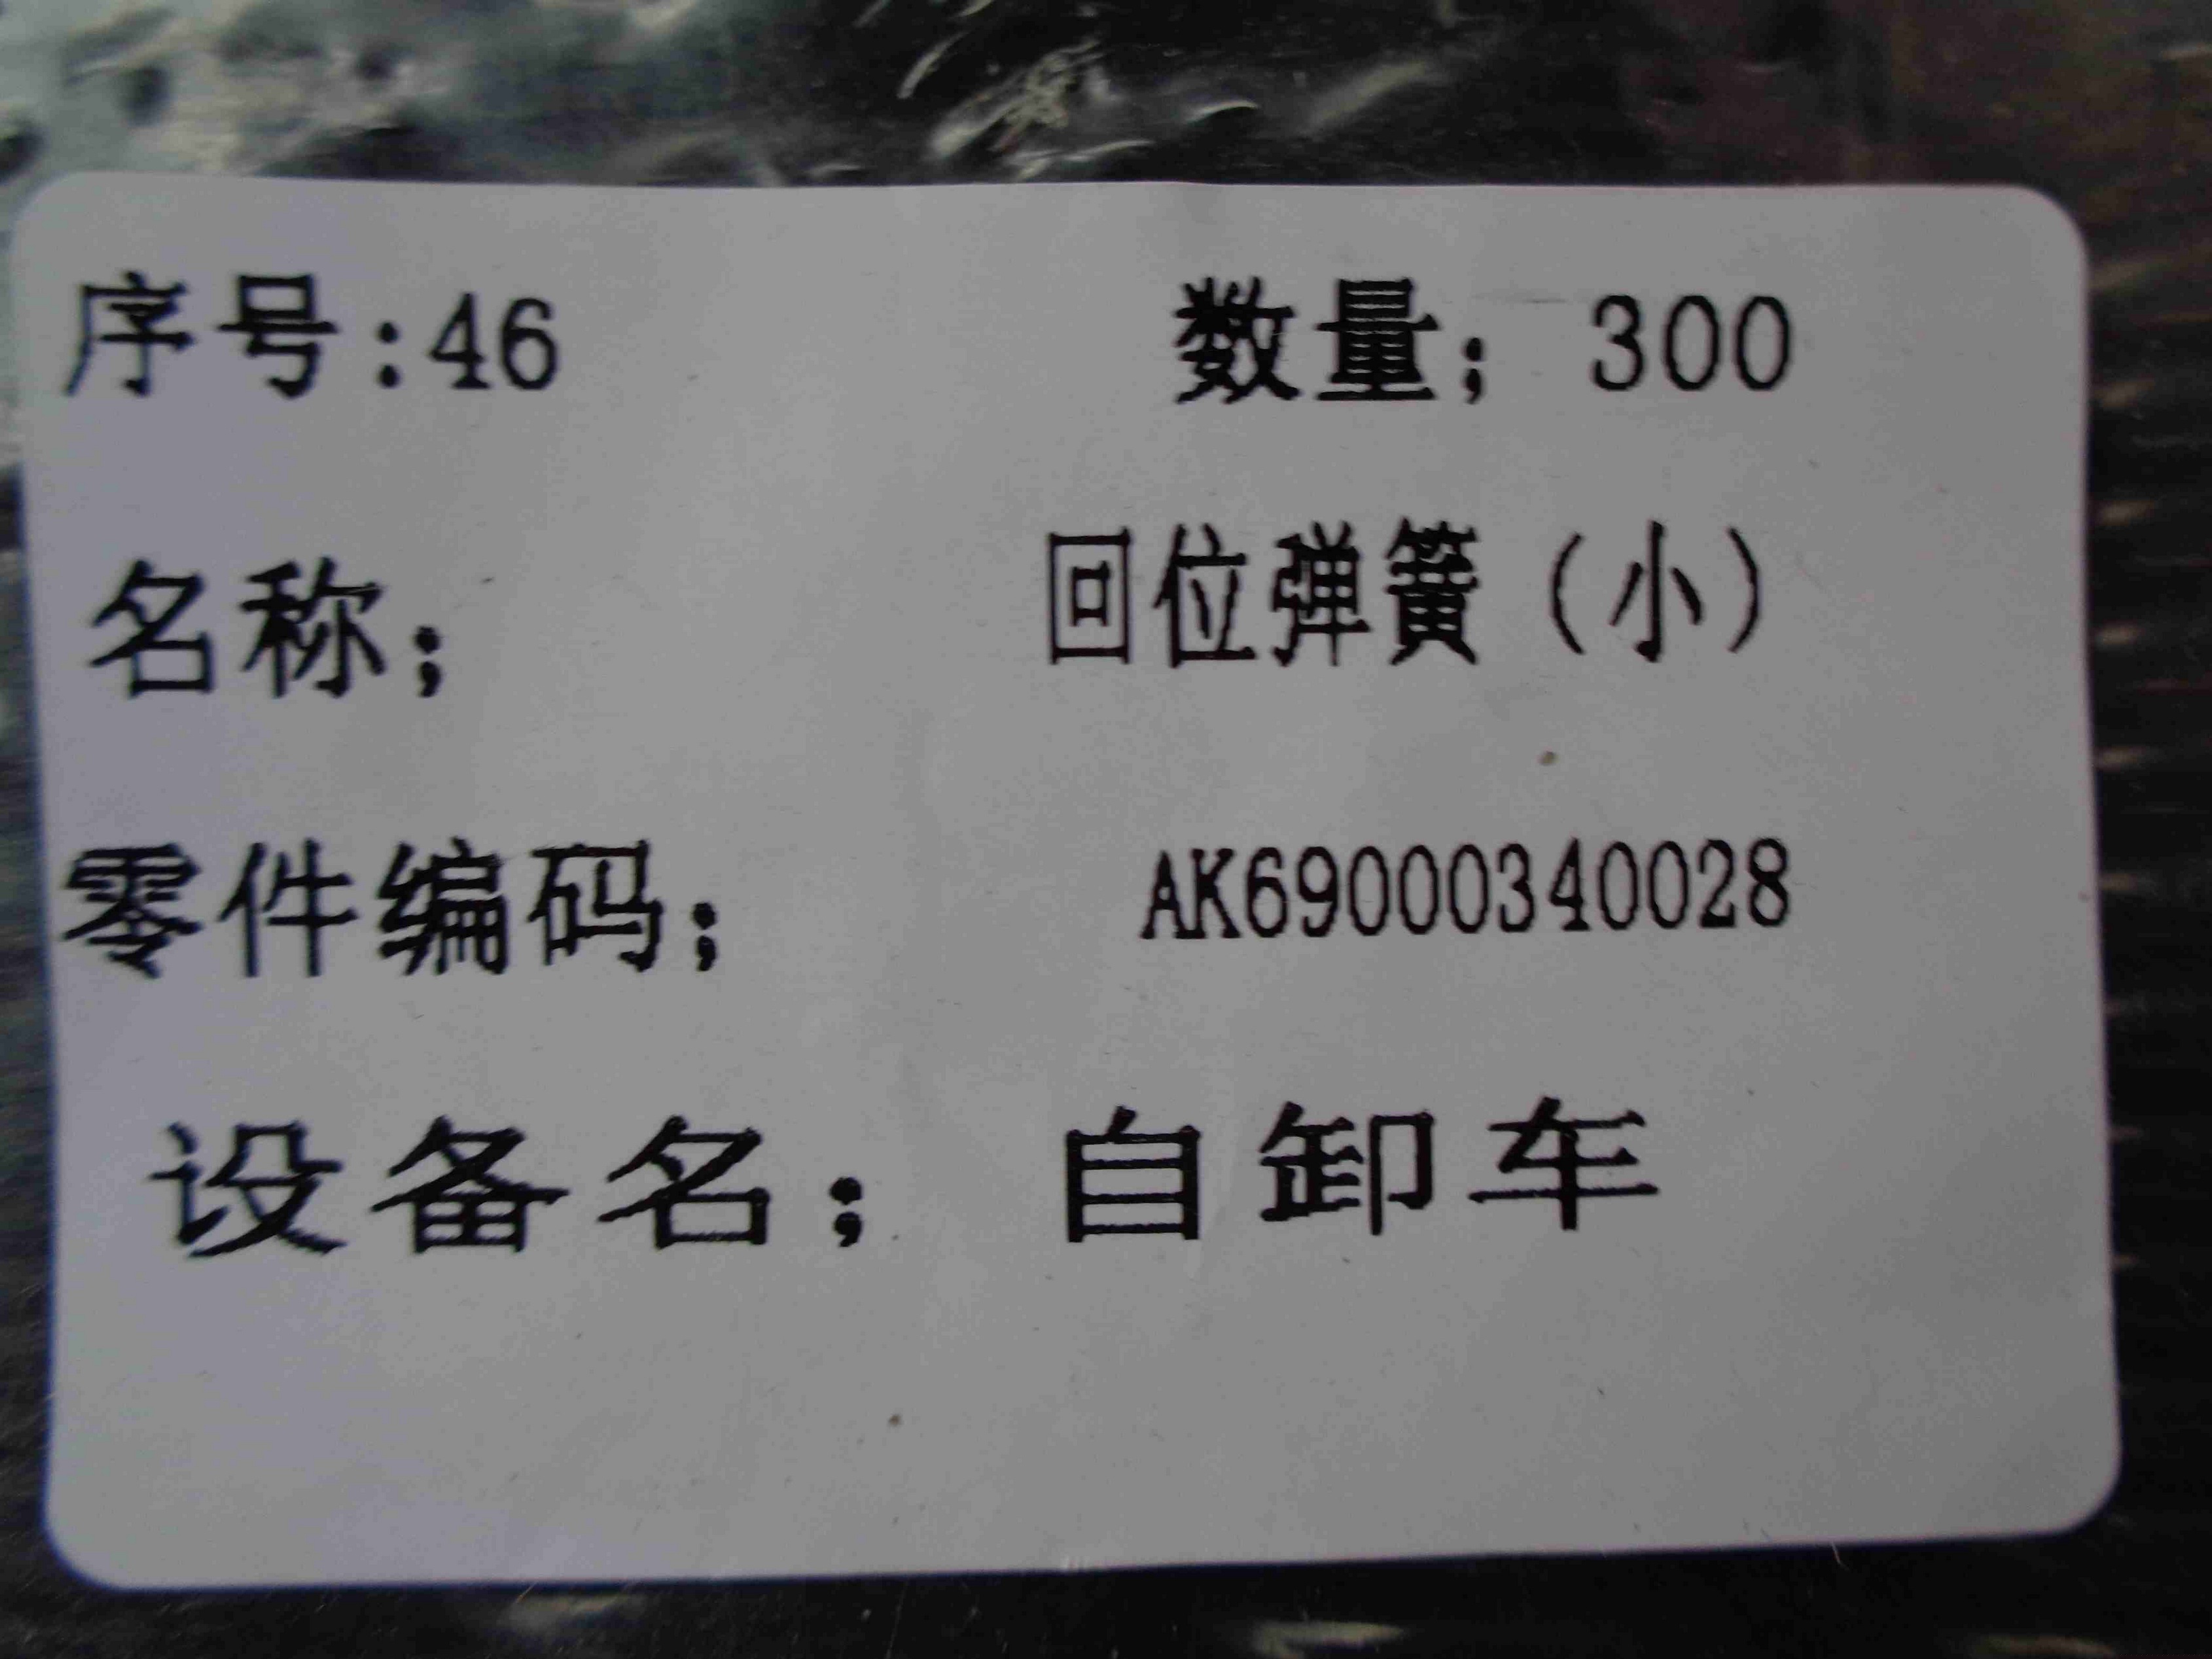 序号:46 数量；300
名称； 回位弹簧（小）
零件编码； AK69000340028
设备名；自卸车